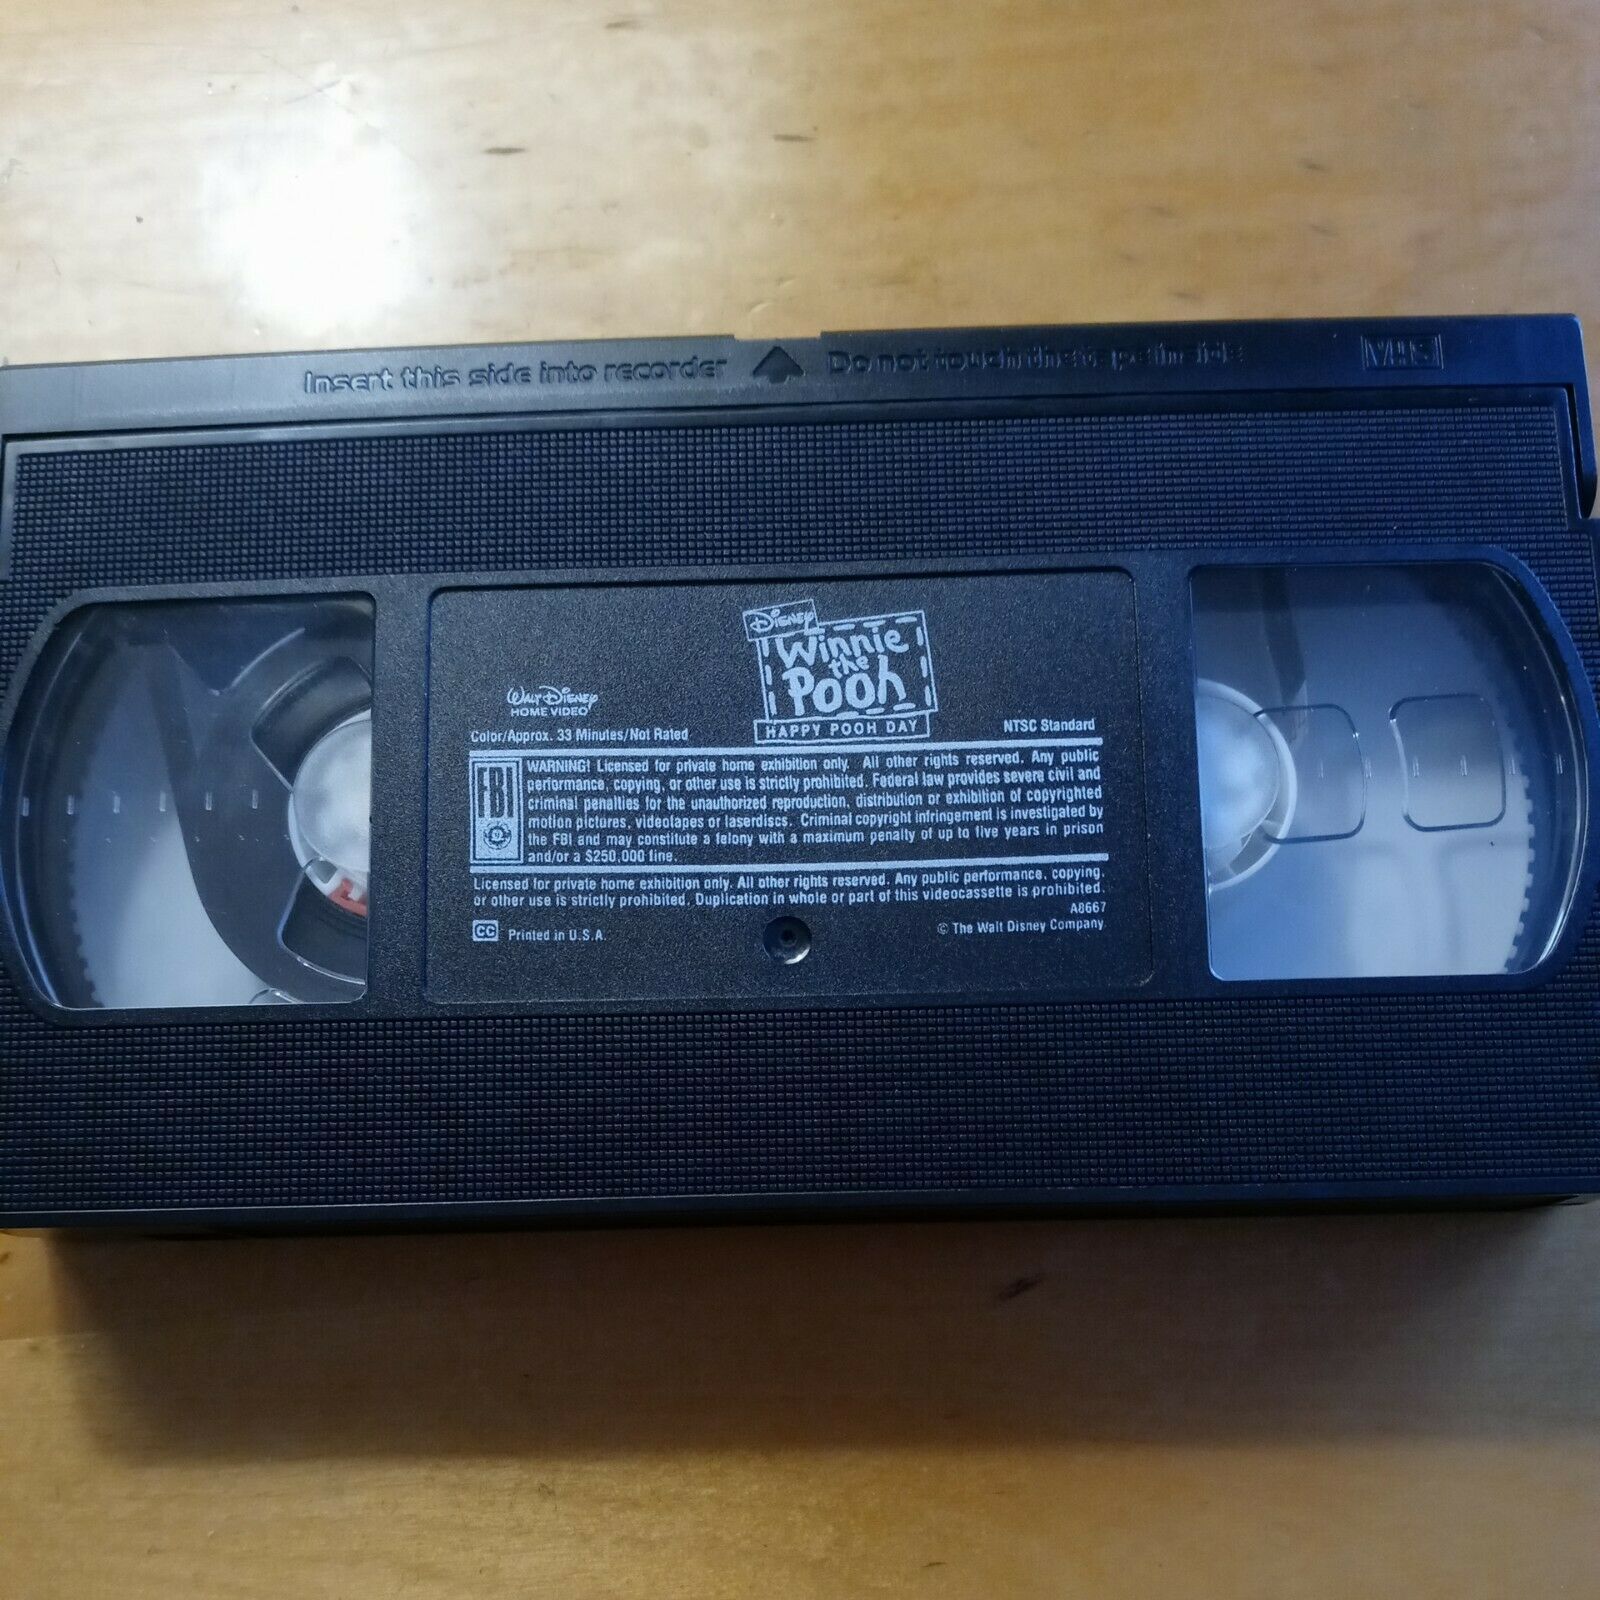 Insert this side into recorder Do not touch the tape inside VHS
Disney
Winnie
the
Pooh
HAPPY POOH DAY
WALT DISNEY
HOME VIDEO
Color/Approx. 33 Minutes/Not Rated
NTSC Standard
FBI
WARNING! Licensed for private home exhibition only. All other rights reserved. Any public
performance, copying, or other use is strictly prohibited. Federal law provides severe civil and
criminal penalties for the unauthorized reproduction, distribution or exhibition of copyrighted
motion pictures, videotapes or laserdiscs. Criminal copyright infringement is investigated by
the FBI and may constitute a felony with a maximum penalty of up to five years in prison
and/or a $250,000 fine.
Licensed for private home exhibition only. All other rights reserved. Any public performance, copying,
or other use is strictly prohibited. Duplication in whole or part of this videocassette is prohibited.
A8667
CC Printed in U.S.A.
© The Walt Disney Company.